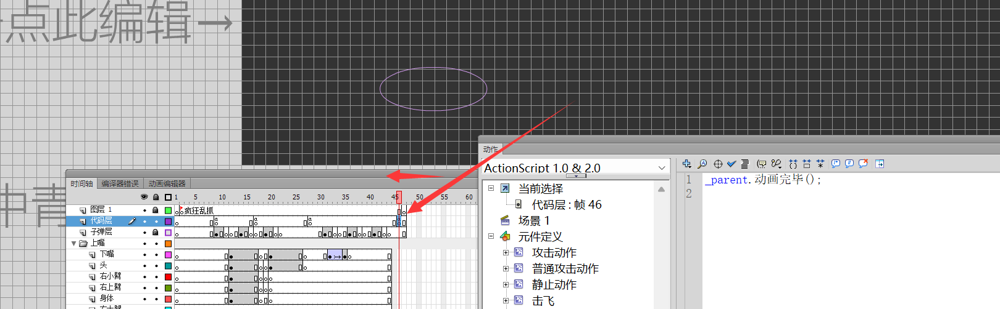 点此编辑→
中青
动作
ActionScript 1.0 & 2.0
当前选择
代码层 : 帧 46
场景 1
元件定义
攻击动作
普通攻击动作
静止动作
击飞
1 _parent.动画完毕();
2
时间轴 编译器错误 动画编辑器
1 5 10 15 20 25 30 35 40 45 50 55 60
图层 1 疯狂乱抓
代码层
子弹层
上嘴
下嘴
头
右小臂
右上臂
身体